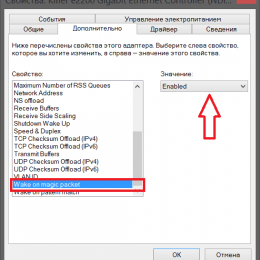 Свойства: Killer e2200 Gigabit Ethernet Controller (NDI...
События
Управление электропитанием
Общие
Дополнительно
Драйвер
Сведения
Ниже перечислены свойства этого адаптера. Выберите слева свойство, которое вы хотите изменить, а справа – значение этого свойства.
Свойство:
Значение:
Maximum Number of RSS Queues
Enabled
Network Address
NS offload
Receive Buffers
Receive Side Scaling
Shutdown Wake Up
Speed & Duplex
TCP Checksum Offload (IPv4)
TCP Checksum Offload (IPv6)
Transmit Buffers
UDP Checksum Offload (IPv4)
UDP Checksum Offload (IPv6)
VLAN ID
Wake on magic packet
Wake on pattern match
OK
Отмена